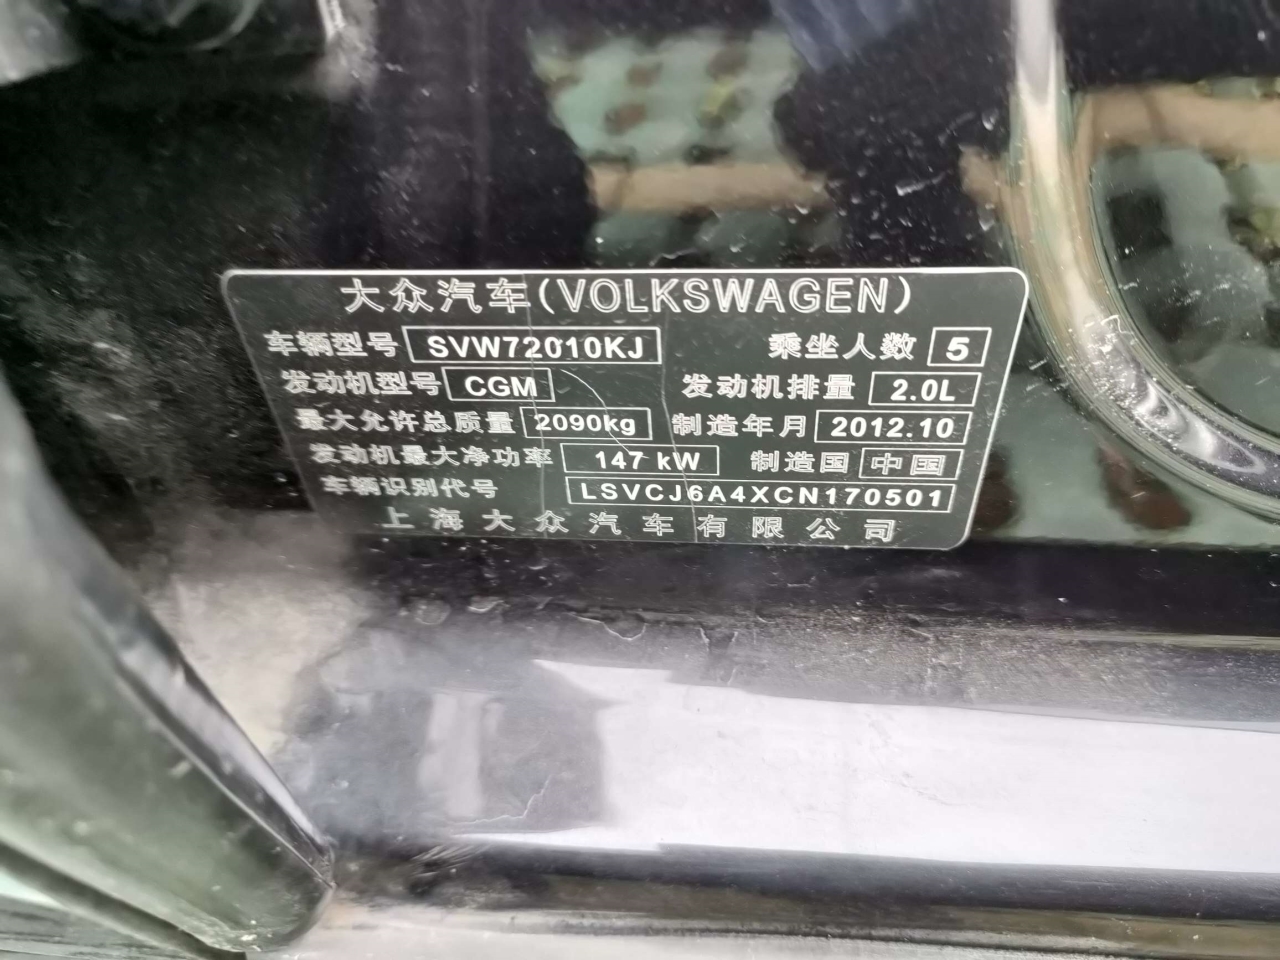 大众汽车(VOLKSWAGEN)
车辆型号 SVW72010KJ 乘坐人数 5
发动机型号 CGM 发动机排量 2.0L
最大允许总质量 2090kg 制造年月 2012.10
发动机最大净功率 147 kW 制造国 中国
车辆识别代号 LSVCJ6A4XCN170501
上海大众汽车有限公司